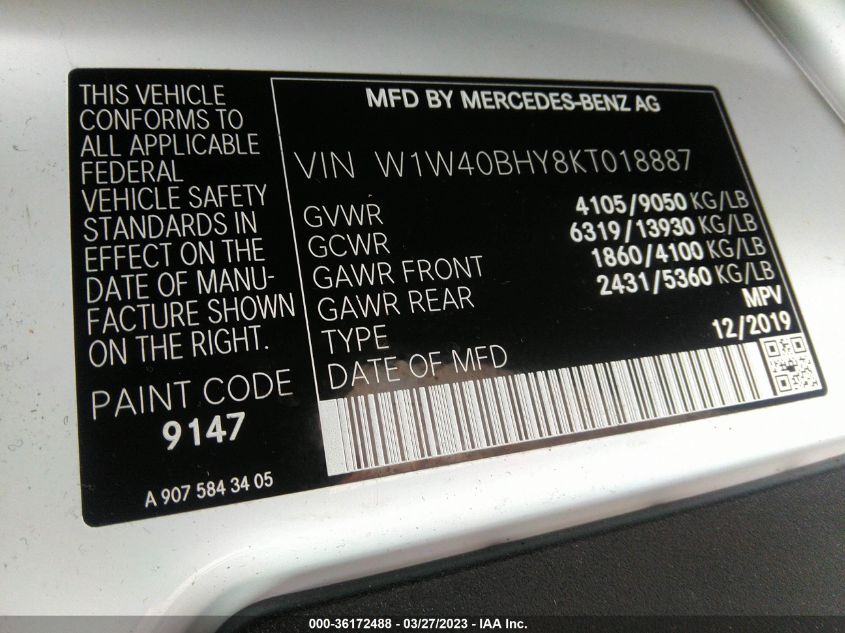 THIS VEHICLE
CONFORMS TO
ALL APPLICABLE
FEDERAL
VEHICLE SAFETY
STANDARDS IN
EFFECT ON THE
DATE OF MANU-
FACTURE SHOWN
ON THE RIGHT.
PAINT CODE
9147
A 907 584 34 05
MFD BY MERCEDES-BENZ AG
VIN W1W40BHY8KT018887
GVWR 4105/9050 KG/LB
GCWR 6319/13930 KG/LB
GAWR FRONT 1860/4100 KG/LB
GAWR REAR 2431/5360 KG/LB
TYPE MPV
DATE OF MFD 12/2019
000-36172488 - 03/27/2023 - IAA Inc.